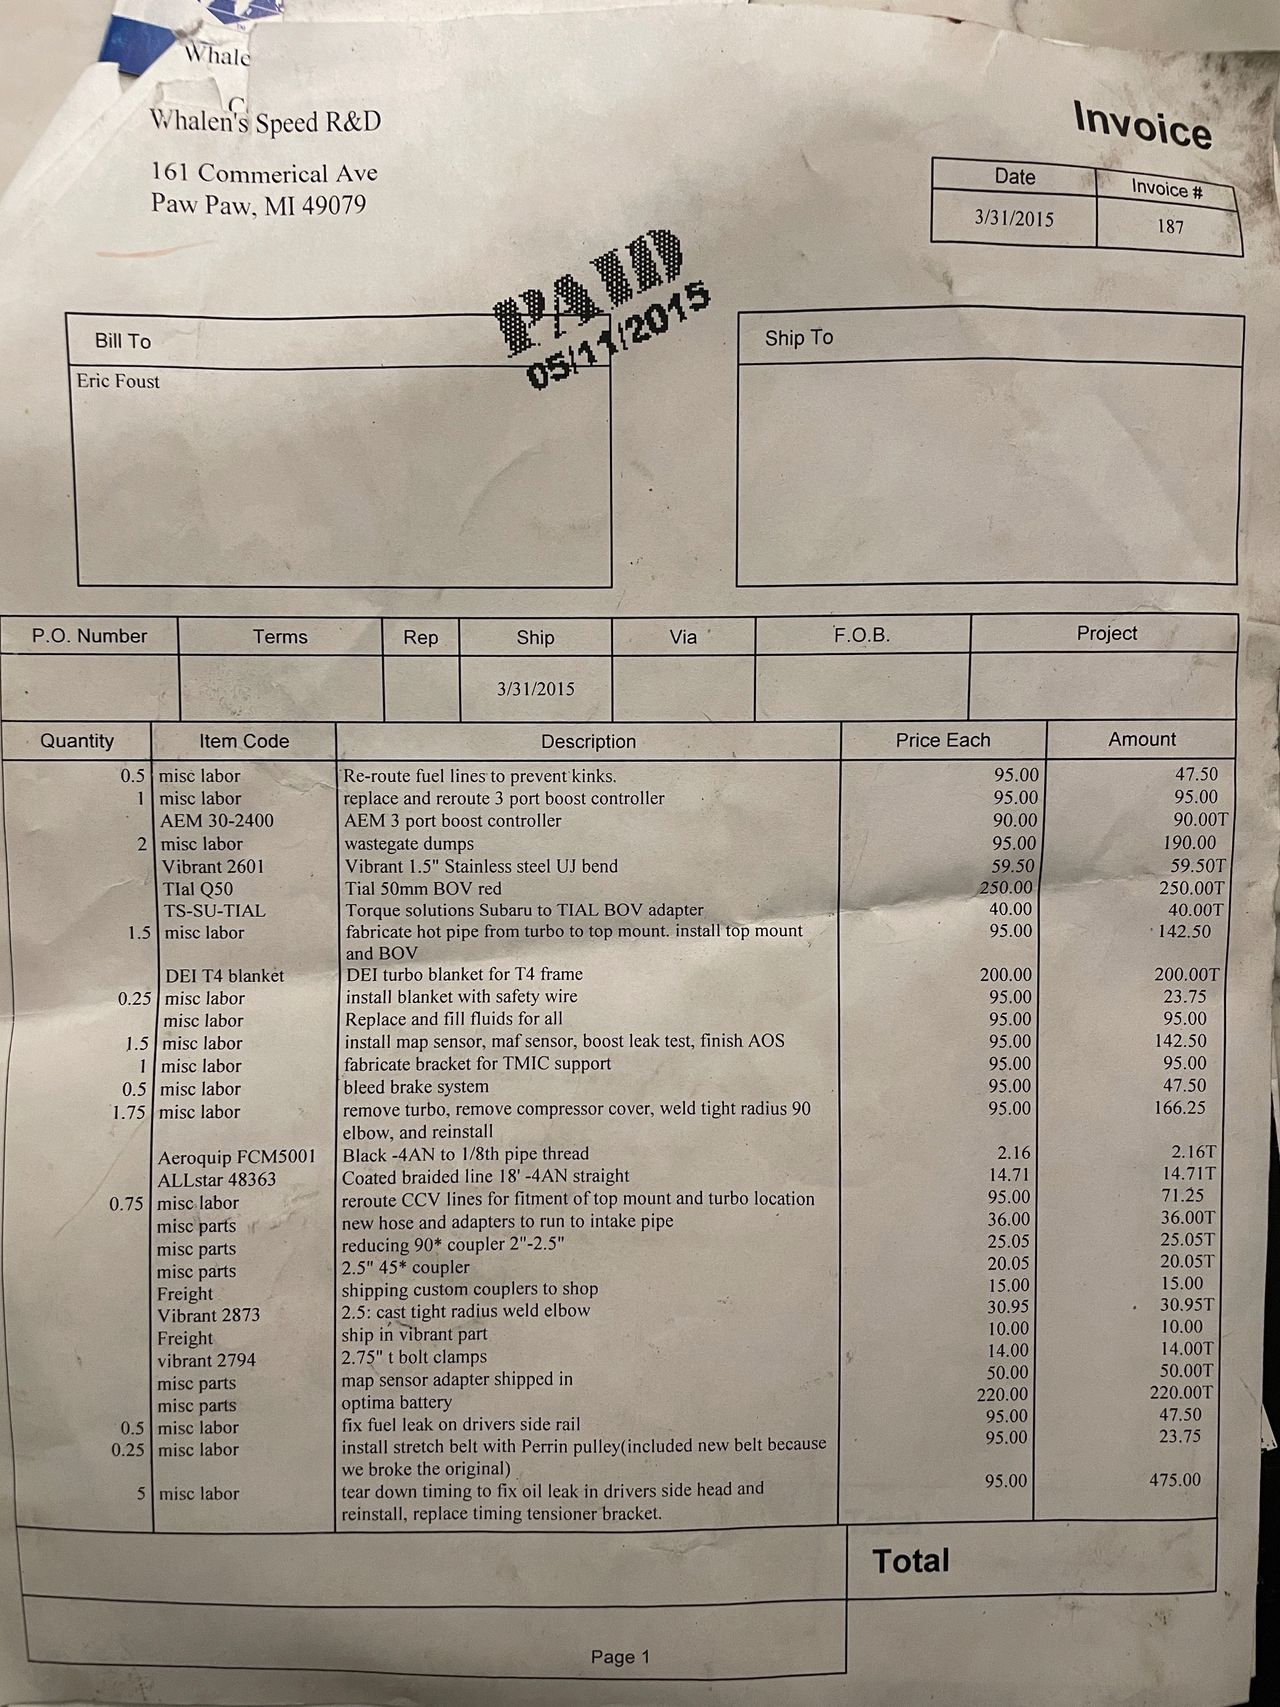 Whale
C.
Whalen's Speed R&D
161 Commerical Ave
Paw Paw, MI 49079
Invoice
Date Invoice #
3/31/2015 187
PAID
05/11/2015
Bill To
Eric Foust
Ship To
P.O. Number Terms Rep Ship Via F.O.B. Project
3/31/2015
Quantity Item Code Description Price Each Amount
0.5 misc labor Re-route fuel lines to prevent kinks. 95.00 47.50
1 misc labor replace and reroute 3 port boost controller 95.00 95.00
AEM 30-2400 AEM 3 port boost controller 90.00 90.00T
2 misc labor wastegate dumps 95.00 190.00
Vibrant 2601 Vibrant 1.5" Stainless steel UJ bend 59.50 59.50T
TIal Q50 Tial 50mm BOV red 250.00 250.00T
TS-SU-TIAL Torque solutions Subaru to TIAL BOV adapter 40.00 40.00T
1.5 misc labor fabricate hot pipe from turbo to top mount. install top mount 95.00 142.50
and BOV
DEI T4 blanket DEI turbo blanket for T4 frame 200.00 200.00T
0.25 misc labor install blanket with safety wire 95.00 23.75
misc labor Replace and fill fluids for all 95.00 95.00
1.5 misc labor install map sensor, maf sensor, boost leak test, finish AOS 95.00 142.50
1 misc labor fabricate bracket for TMIC support 95.00 95.00
0.5 misc labor bleed brake system 95.00 47.50
1.75 misc labor remove turbo, remove compressor cover, weld tight radius 90 95.00 166.25
elbow, and reinstall
Aeroquip FCM5001 Black -4AN to 1/8th pipe thread 2.16 2.16T
ALLstar 48363 Coated braided line 18' -4AN straight 14.71 14.71T
0.75 misc labor reroute CCV lines for fitment of top mount and turbo location 95.00 71.25
misc parts new hose and adapters to run to intake pipe 36.00 36.00T
misc parts reducing 90* coupler 2"-2.5" 25.05 25.05T
misc parts 2.5" 45* coupler 20.05 20.05T
Freight shipping custom couplers to shop 15.00 15.00
Vibrant 2873 2.5: cast tight radius weld elbow 30.95 30.95T
Freight ship in vibrant part 10.00 10.00
vibrant 2794 2.75" t bolt clamps 14.00 14.00T
misc parts map sensor adapter shipped in 50.00 50.00T
misc parts optima battery 220.00 220.00T
0.5 misc labor fix fuel leak on drivers side rail 95.00 47.50
0.25 misc labor install stretch belt with Perrin pulley(included new belt because 95.00 23.75
we broke the original)
5 misc labor tear down timing to fix oil leak in drivers side head and 95.00 475.00
reinstall, replace timing tensioner bracket.
Total
Page 1